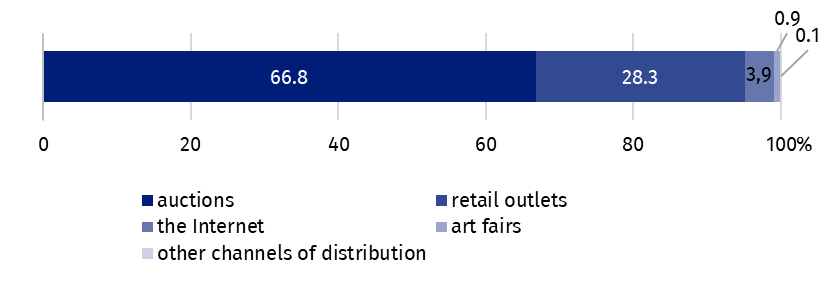 0.9
0.1
66.8 28.3 3,9
0 20 40 60 80 100%
auctions retail outlets
the Internet art fairs
other channels of distribution